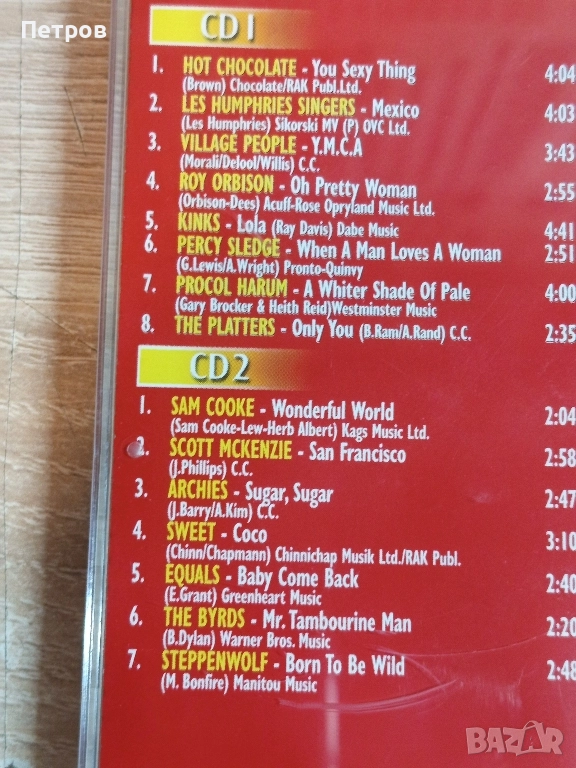 Петров
CD 1
1. HOT CHOCOLATE - You Sexy Thing 4:04
(Brown) Chocolate/RAK Publ.Ltd.
2. LES HUMPHRIES SINGERS - Mexico 4:03
(Les Humphries) Sikorski MV (P) OVC Ltd.
3. VILLAGE PEOPLE - Y.M.C.A 3:43
(Morali/Delool/Willis) C.C.
4. ROY ORBISON - Oh Pretty Woman 2:55
(Orbison-Dees) Acuff-Rose Opryland Music Ltd.
5. KINKS - Lola (Ray Davis) Dabe Music 4:41
6. PERCY SLEDGE - When A Man Loves A Woman 2:51
(G.Lewis/A.Wright) Pronto-Quinvy
7. PROCOL HARUM - A Whiter Shade Of Pale 4:00
(Gary Brocker & Heith Reid)Westminster Music
8. THE PLATTERS - Only You (B.Ram/A.Rand) C.C. 2:35
CD 2
1. SAM COOKE - Wonderful World 2:04
(Sam Cooke-Lew-Herb Albert) Kags Music Ltd.
2. SCOTT MCKENZIE - San Francisco 2:58
(J.Phillips) C.C.
3. ARCHIES - Sugar, Sugar 2:47
(J.Barry/A.Kim) C.C.
4. SWEET - Coco 3:10
(Chinn/Chapmann) Chinnichap Musik Ltd./RAK Publ.
5. EQUALS - Baby Come Back 2:40
(E.Grant) Greenheart Music
6. THE BYRDS - Mr. Tambourine Man 2:20
(B.Dylan) Warner Bros. Music
7. STEPPENWOLF - Born To Be Wild 2:48
(M. Bonfire) Manitou Music
BAZAR